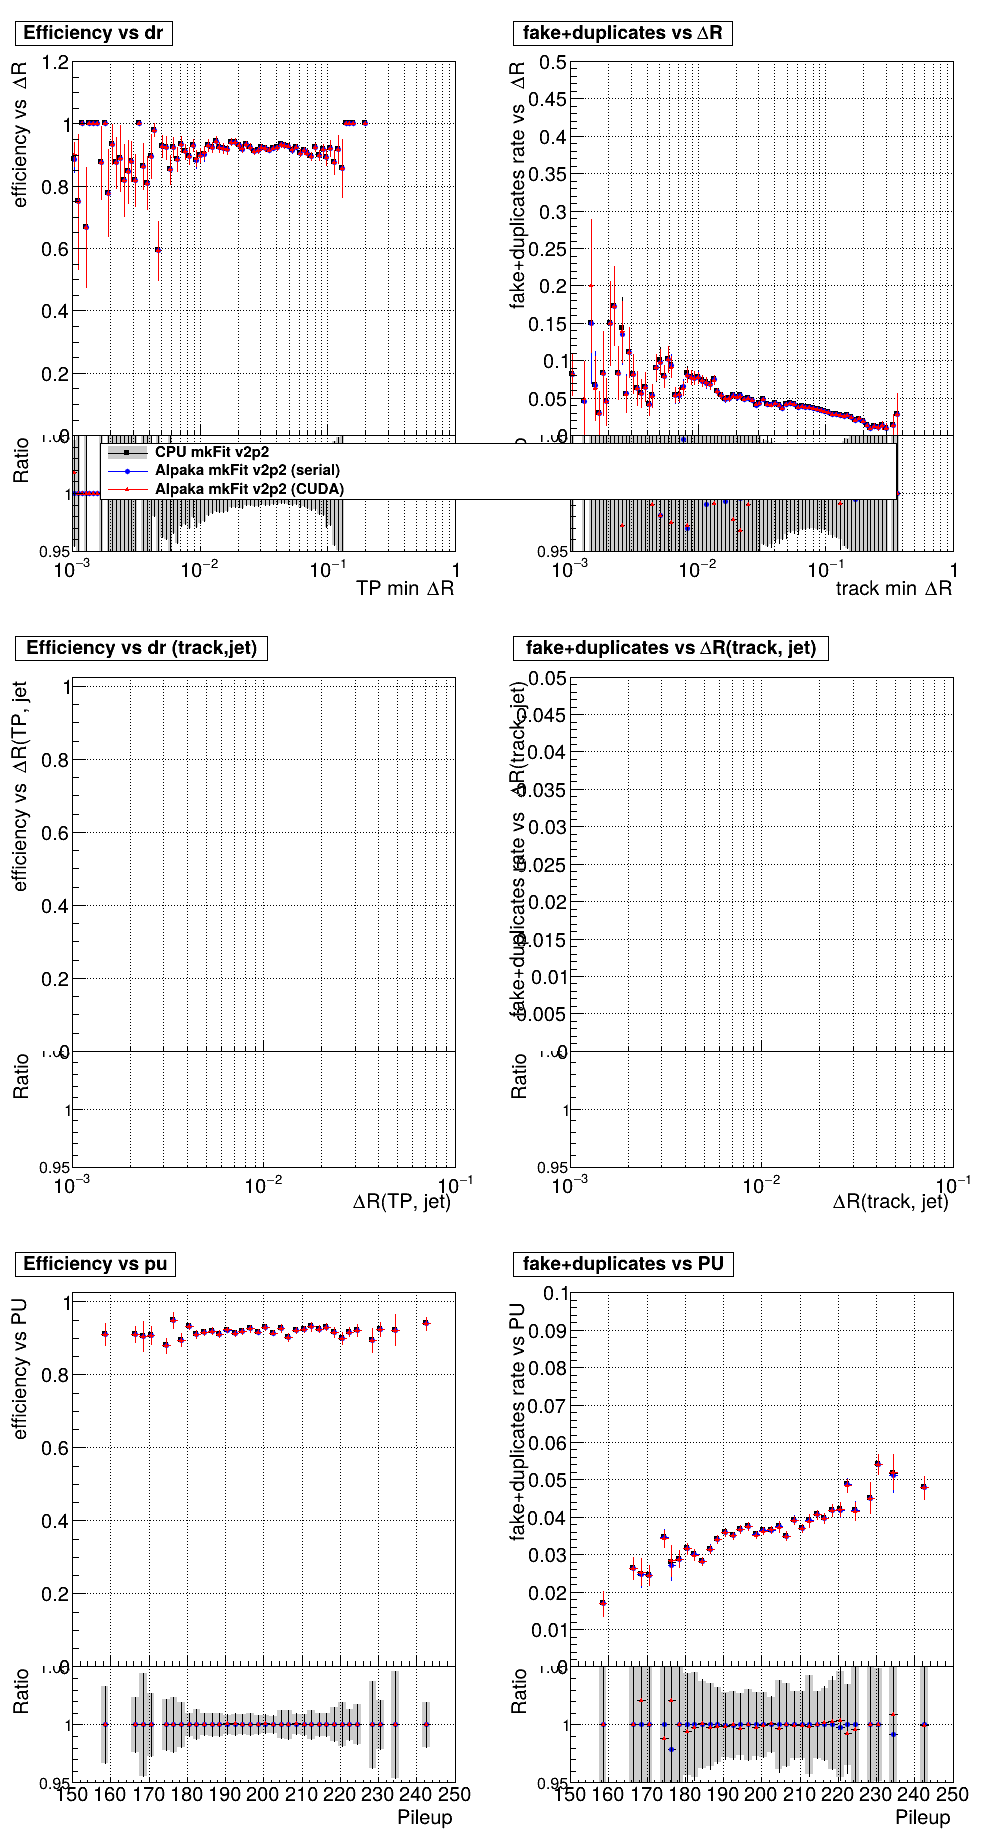 Efficiency vs dr
efficiency vs ΔR
1.2
1
0.8
0.6
0.4
0.2
0
Ratio
1
0.95
10⁻³
10⁻²
10⁻¹
1
TP min ΔR
fake+duplicates vs ΔR
fake+duplicates rate vs ΔR
0.5
0.45
0.4
0.35
0.3
0.25
0.2
0.15
0.1
0.05
0
0.95
10⁻³
10⁻²
10⁻¹
1
track min ΔR
CPU mkFit v2p2
Alpaka mkFit v2p2 (serial)
Alpaka mkFit v2p2 (CUDA)
Efficiency vs dr (track,jet)
efficiency vs ΔR(TP, jet
1
0.8
0.6
0.4
0.2
0
Ratio
1
0.95
10⁻³
10⁻²
10⁻¹
ΔR(TP, jet)
fake+duplicates vs ΔR(track, jet)
fake+duplicates rate vs ΔR(track, jet)
0.05
0.045
0.04
0.035
0.03
0.025
0.02
0.015
0.01
0.005
0
Ratio
1
0.95
10⁻³
10⁻²
10⁻¹
ΔR(track, jet)
Efficiency vs pu
efficiency vs PU
1
0.8
0.6
0.4
0.2
0
Ratio
1
0.95
150 160 170 180 190 200 210 220 230 240 250
Pileup
fake+duplicates vs PU
fake+duplicates rate vs PU
0.1
0.09
0.08
0.07
0.06
0.05
0.04
0.03
0.02
0.01
0
Ratio
1
0.95
150 160 170 180 190 200 210 220 230 240 250
Pileup